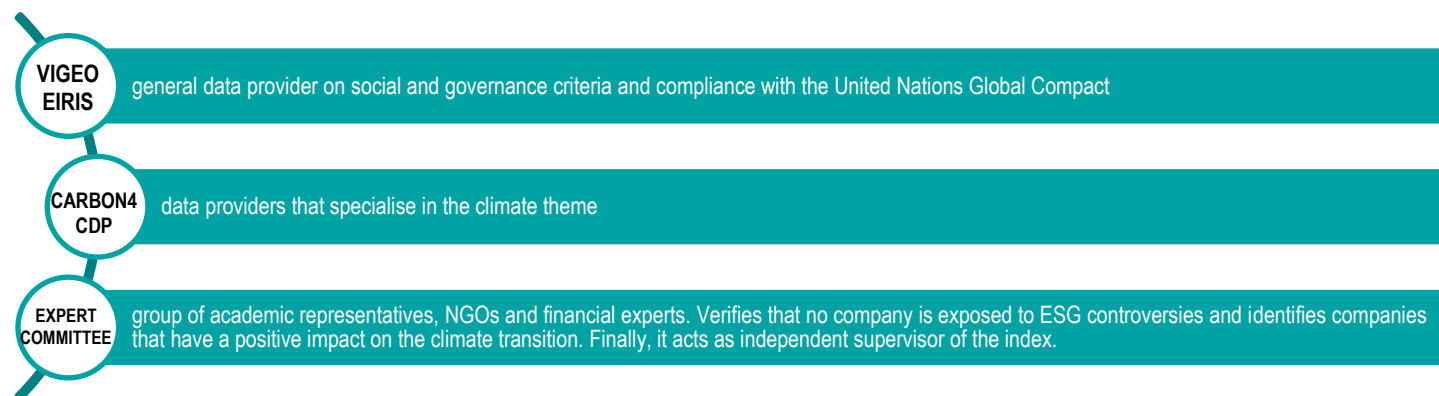 VIGEO
EIRIS
general data provider on social and governance criteria and compliance with the United Nations Global Compact
CARBON4
CDP
data providers that specialise in the climate theme
EXPERT
COMMITTEE
group of academic representatives, NGOs and financial experts. Verifies that no company is exposed to ESG controversies and identifies companies
that have a positive impact on the climate transition. Finally, it acts as independent supervisor of the index.